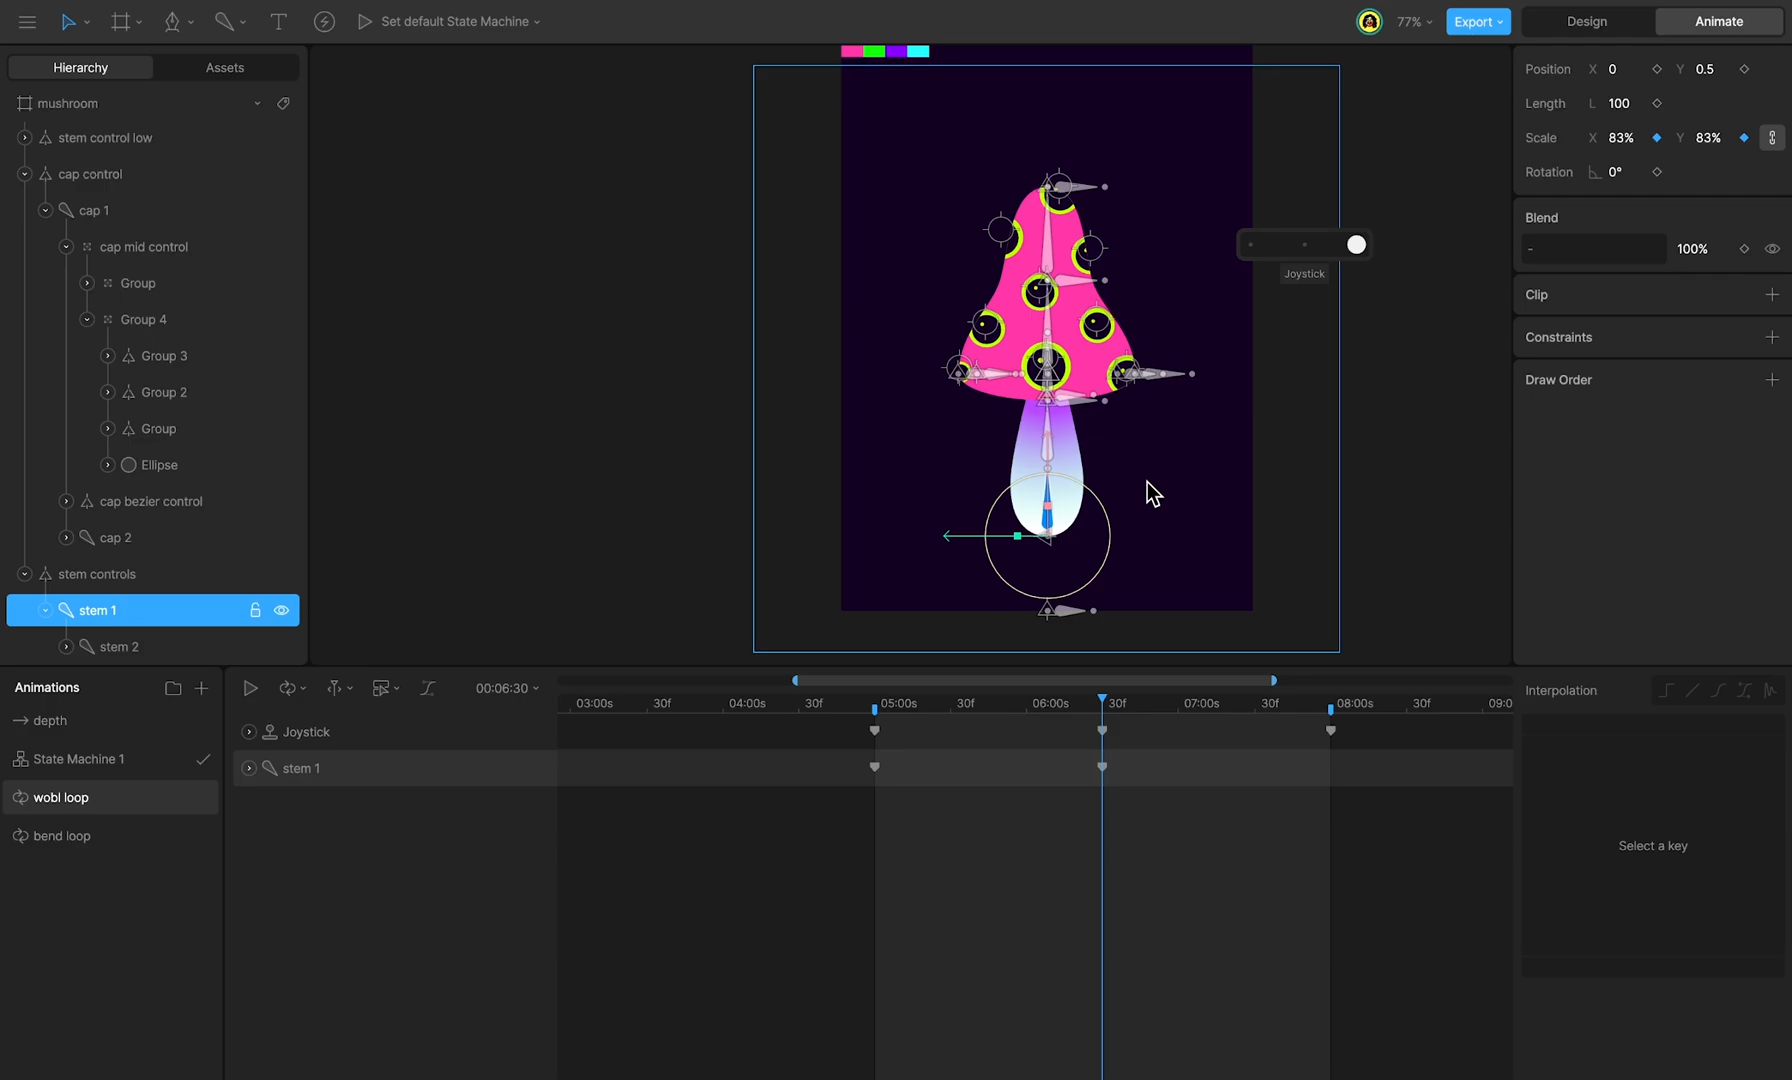 Set default State Machine
77%
Export
Design
Animate
Hierarchy
Assets
mushroom
stem control low
cap control
cap 1
cap mid control
Group
Group 4
Group 3
Group 2
Group
Ellipse
cap bezier control
cap 2
stem controls
stem 1
stem 2
Joystick
Position X 0 Y 0.5
Length L 100
Scale X 83% Y 83%
Rotation 0°
Blend
- 100%
Clip
Constraints
Draw Order
Animations
depth
State Machine 1
wobl loop
bend loop
00:06:30
03:00s 30f 04:00s 30f 05:00s 30f 06:00s 30f 07:00s 30f 08:00s 30f 09:0
Joystick
stem 1
Interpolation
Select a key